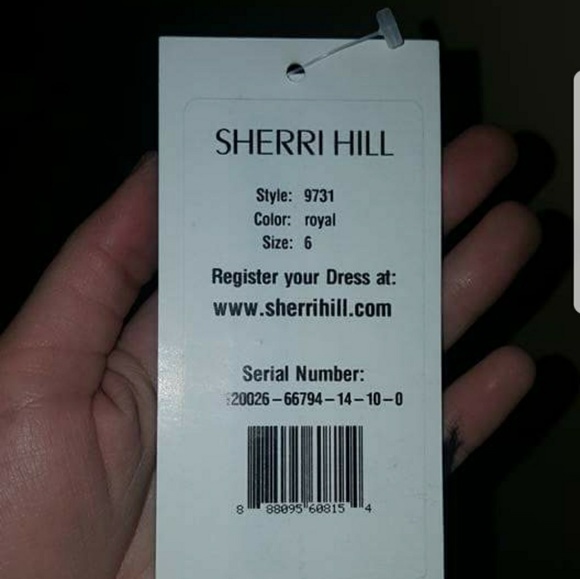 SHERRI HILL
Style: 9731
Color: royal
Size: 6
Register your Dress at:
www.sherrihill.com
Serial Number:
20026-66794-14-10-0
8 88095 60815 4